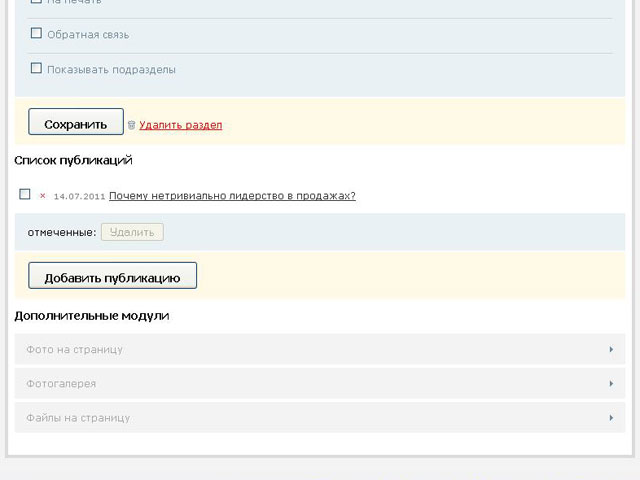 На печать
Обратная связь
Показывать подразделы
Сохранить Удалить раздел
Список публикаций
× 14.07.2011 Почему нетривиально лидерство в продажах?
отмеченные: Удалить
Добавить публикацию
Дополнительные модули
Фото на страницу
Фотогалерея
Файлы на страницу